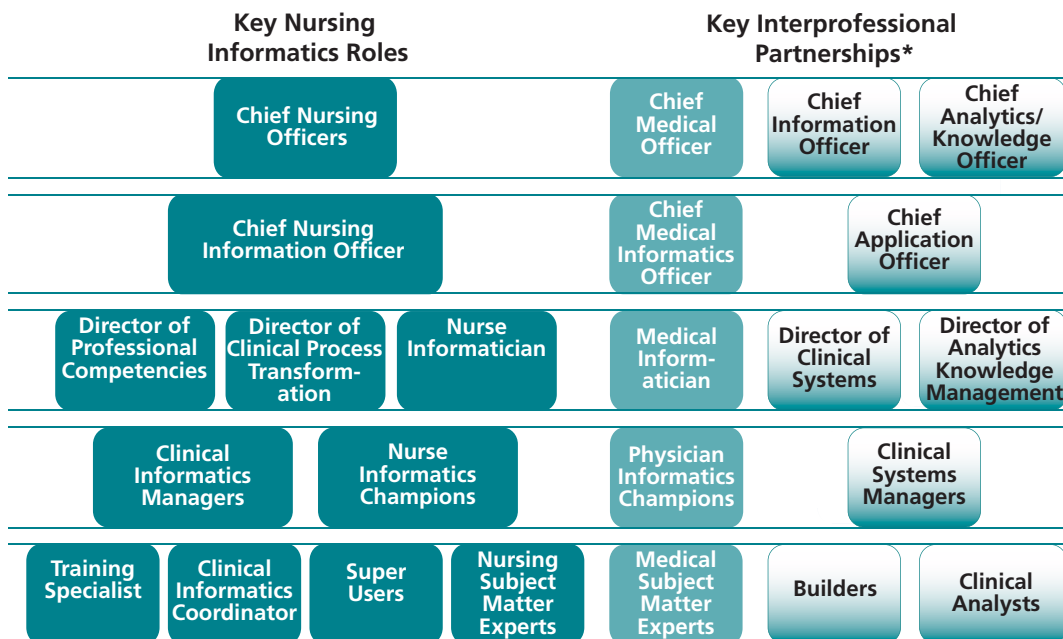 Key Nursing
Informatics Roles
Key Interprofessional
Partnerships*
Chief Nursing
Officers
Chief
Medical
Officer
Chief
Information
Officer
Chief
Analytics/
Knowledge
Officer
Chief Nursing
Information Officer
Chief
Medical
Informatics
Officer
Chief
Application
Officer
Director of
Professional
Competencies
Director of
Clinical Process
Transform-
ation
Nurse
Informatician
Medical
Inform-
atician
Director of
Clinical
Systems
Director of
Analytics
Knowledge
Management
Clinical
Informatics
Managers
Nurse
Informatics
Champions
Physician
Informatics
Champions
Clinical
Systems
Managers
Training
Specialist
Clinical
Informatics
Coordinator
Super
Users
Nursing
Subject
Matter
Experts
Medical
Subject
Matter
Experts
Builders
Clinical
Analysts